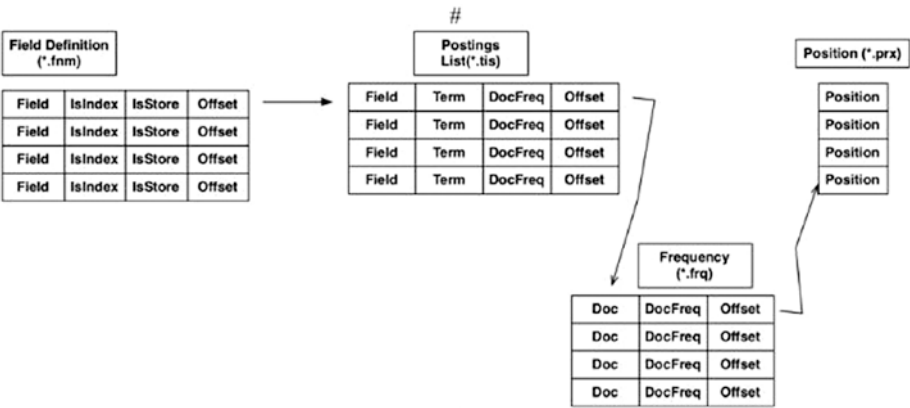 #
Field Definition
(*.fnm)
Postings
List(*.tis)
Position (*.prx)
Field IsIndex IsStore Offset
Field IsIndex IsStore Offset
Field IsIndex IsStore Offset
Field IsIndex IsStore Offset
Field Term DocFreq Offset
Field Term DocFreq Offset
Field Term DocFreq Offset
Field Term DocFreq Offset
Position
Position
Position
Position
Frequency
(*.frq)
Doc DocFreq Offset
Doc DocFreq Offset
Doc DocFreq Offset
Doc DocFreq Offset